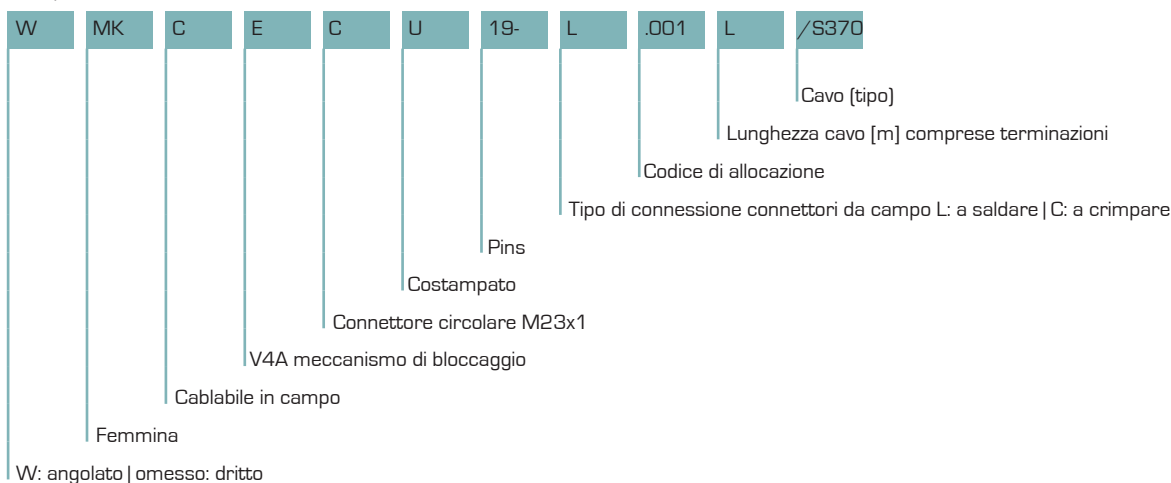 W MK C E C U 19- L .001 L /S370
Cavo (tipo)
Lunghezza cavo [m] comprese terminazioni
Codice di allocazione
Tipo di connessione connettori da campo L: a saldare | C: a crimpare
Pins
Costampato
Connettore circolare M23x1
V4A meccanismo di bloccaggio
Cablabile in campo
Femmina
W: angolato | omesso: dritto